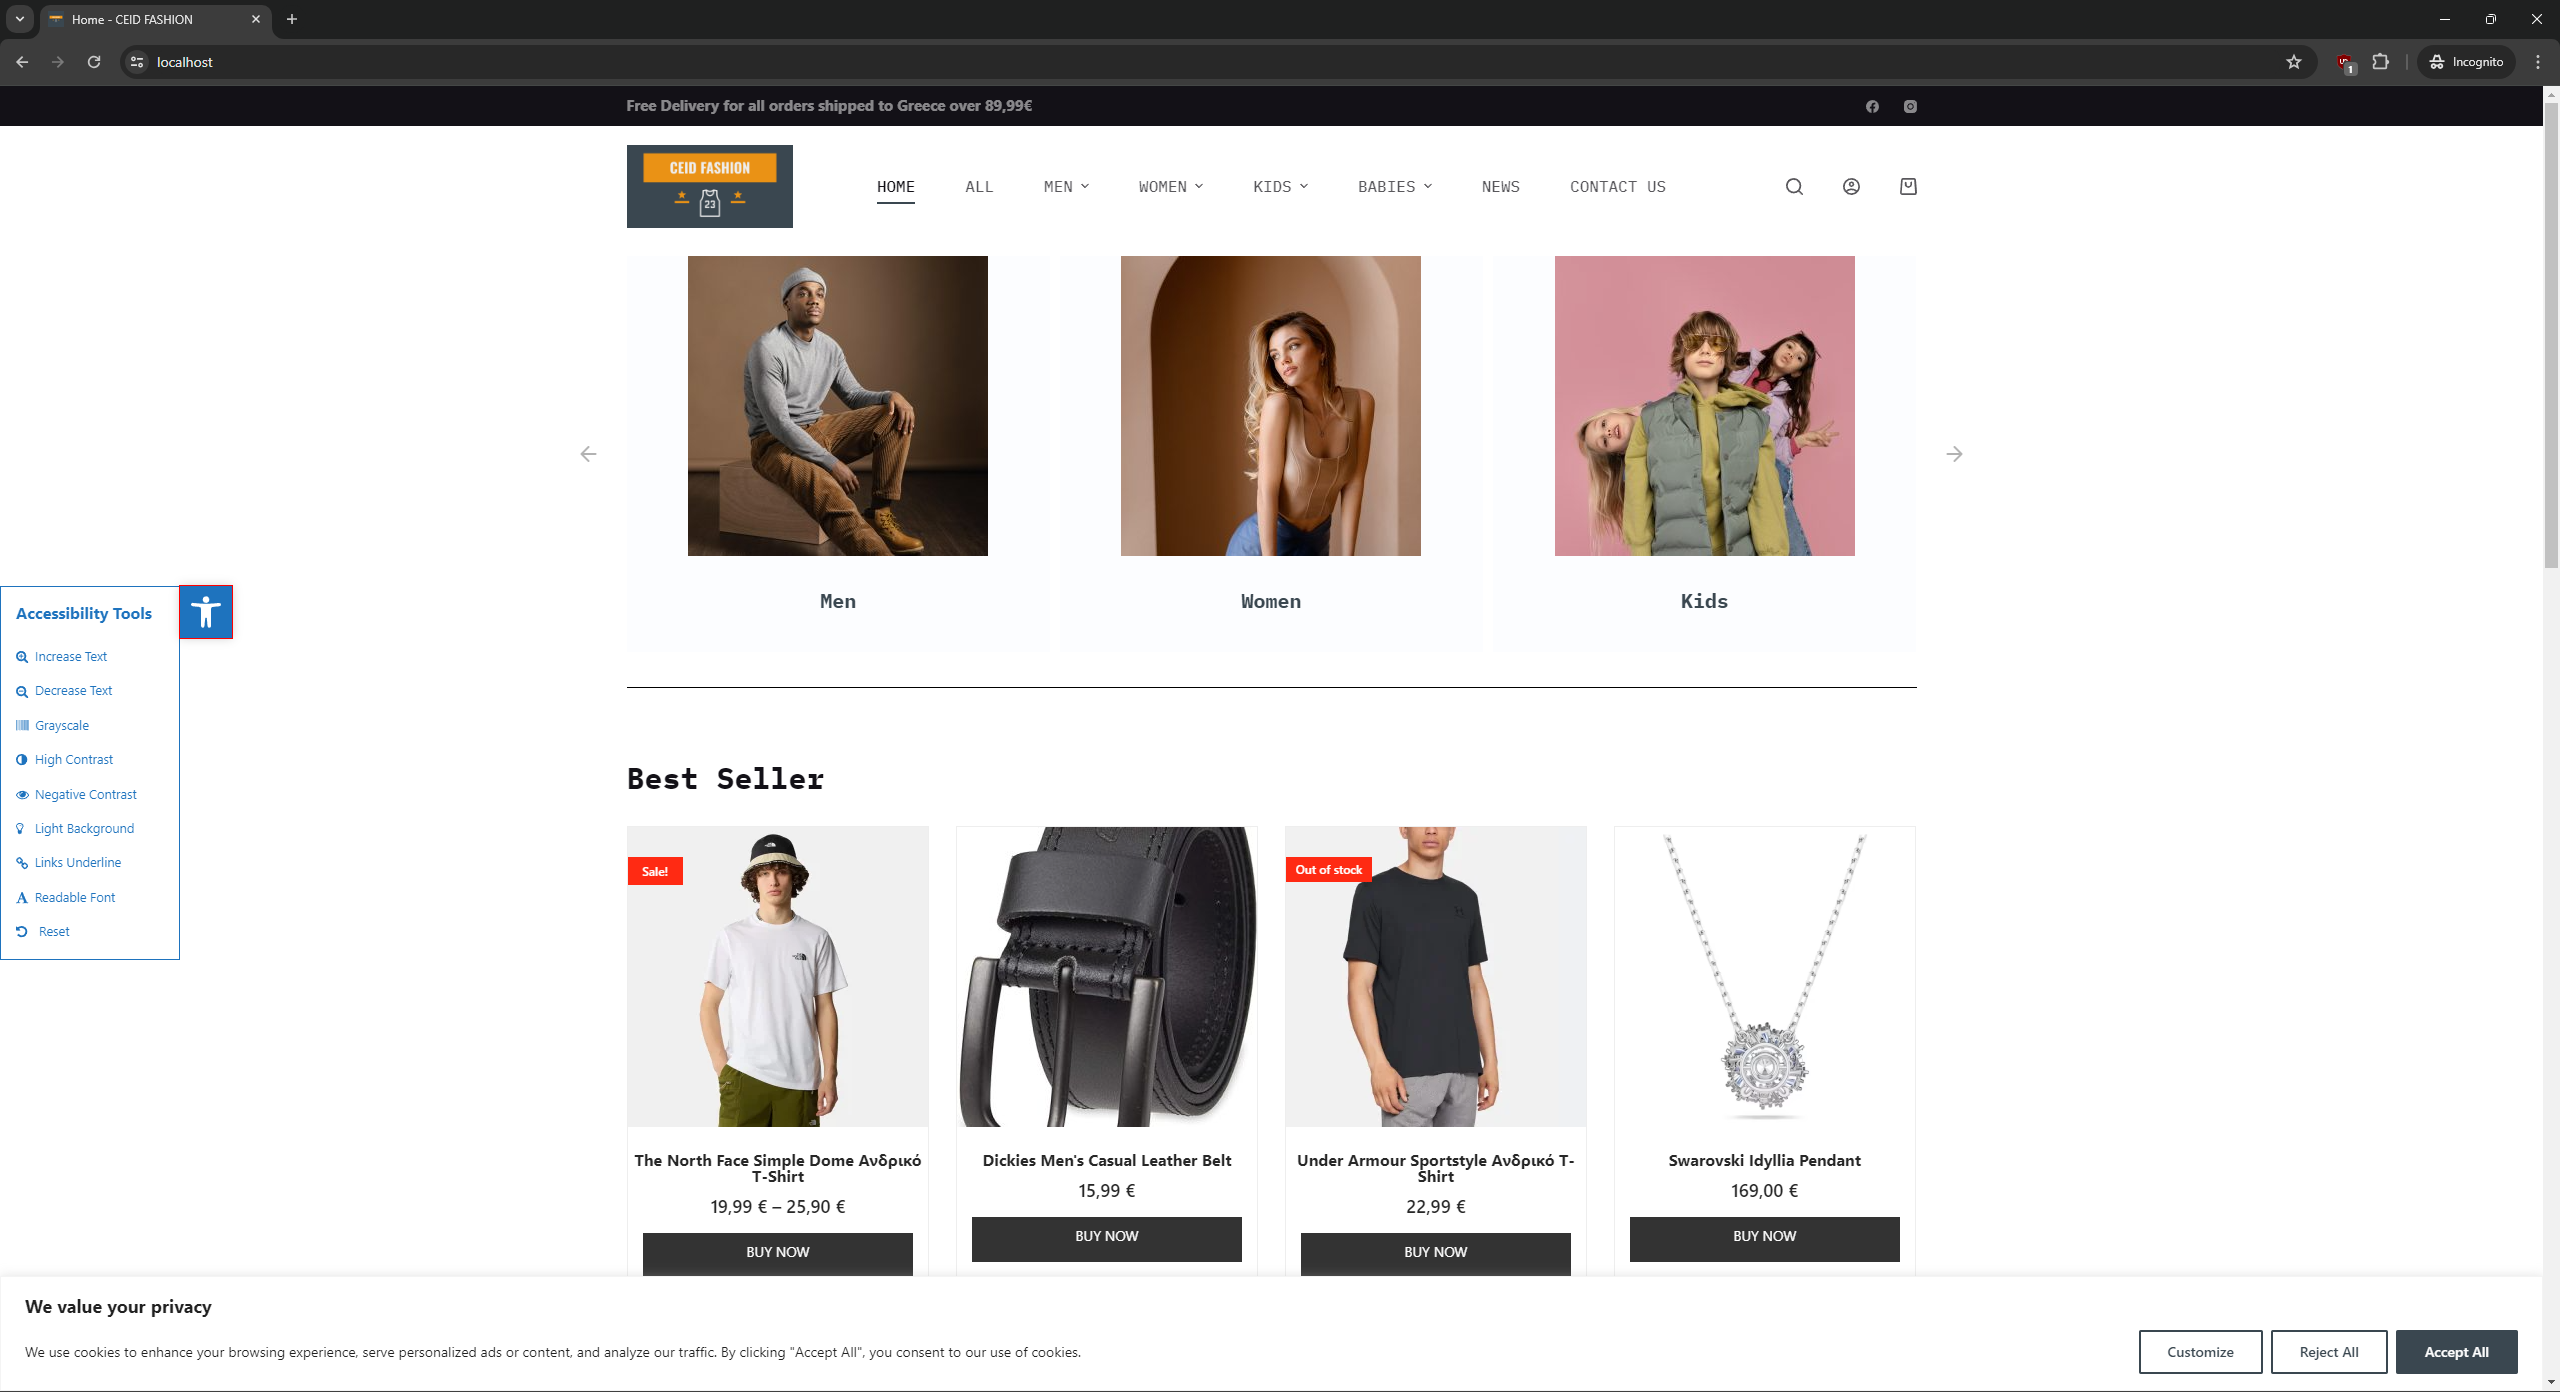 Home - CEID FASHION
localhost
Incognito
1
Free Delivery for all orders shipped to Greece over 89,99€
CEID FASHION
23
HOME
ALL
MEN
WOMEN
KIDS
BABIES
NEWS
CONTACT US
Men
Women
Kids
Accessibility Tools
Increase Text
Decrease Text
Grayscale
High Contrast
Negative Contrast
Light Background
Links Underline
Readable Font
Reset
Best Seller
Sale!
Out of stock
The North Face Simple Dome Ανδρικό
T-Shirt
19,99 € – 25,90 €
BUY NOW
Dickies Men's Casual Leather Belt
15,99 €
BUY NOW
Under Armour Sportstyle Ανδρικό T-
Shirt
22,99 €
BUY NOW
Swarovski Idyllia Pendant
169,00 €
BUY NOW
We value your privacy
We use cookies to enhance your browsing experience, serve personalized ads or content, and analyze our traffic. By clicking "Accept All", you consent to our use of cookies.
Customize
Reject All
Accept All